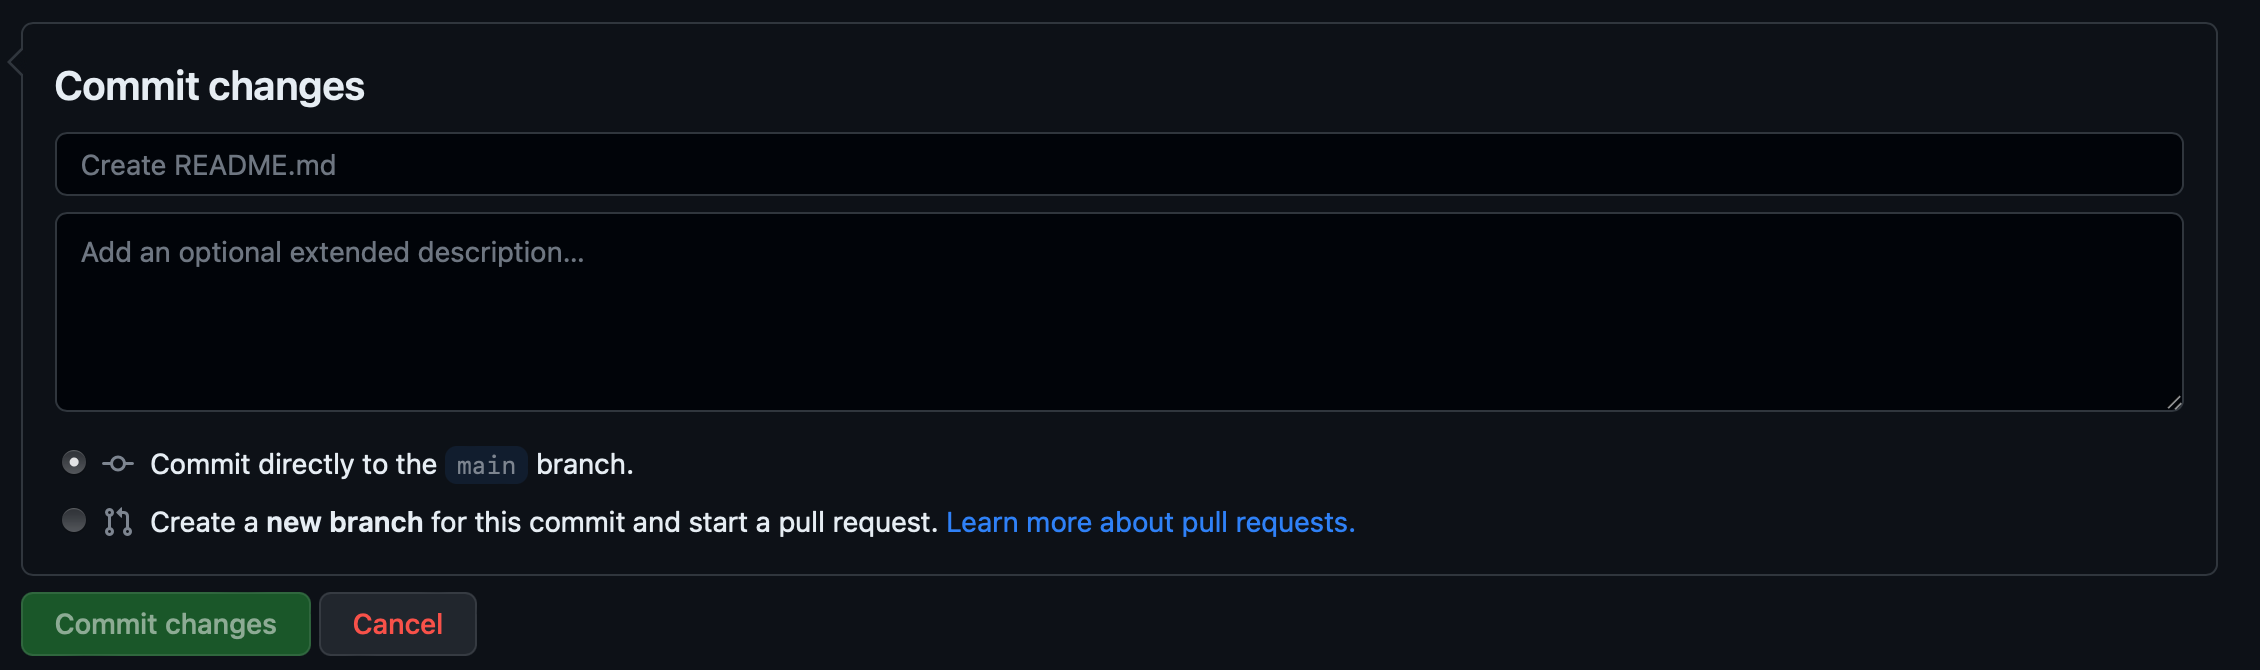 Commit changes
Create README.md
Add an optional extended description...
Commit directly to the main branch.
Create a new branch for this commit and start a pull request. Learn more about pull requests.
Commit changes
Cancel